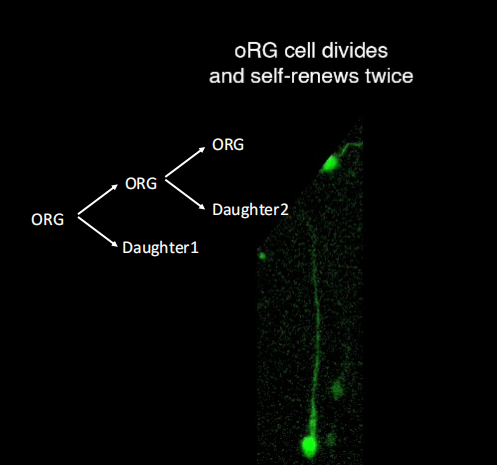 oRG cell divides
and self-renews twice
ORG
ORG
ORG
Daughter2
Daughter1